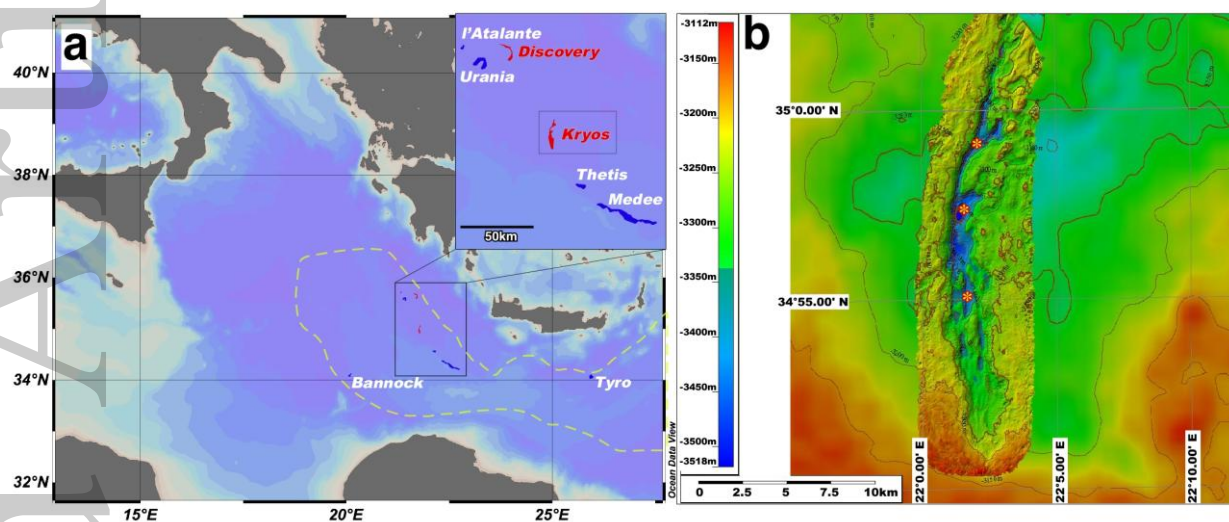 a
40°N
38°N
36°N
34°N
32°N
15°E
20°E
25°E
l'Atalante
Discovery
Urania
Kryos
Thetis
Medee
50km
Bannock
Tyro
Ocean Data View
-3112m
-3150m
-3200m
-3250m
-3300m
-3350m
-3400m
-3450m
-3500m
-3518m
b
35°0.00' N
34°55.00' N
22°0.00' E
22°5.00' E
22°10.00' E
0 2.5 5 7.5 10km